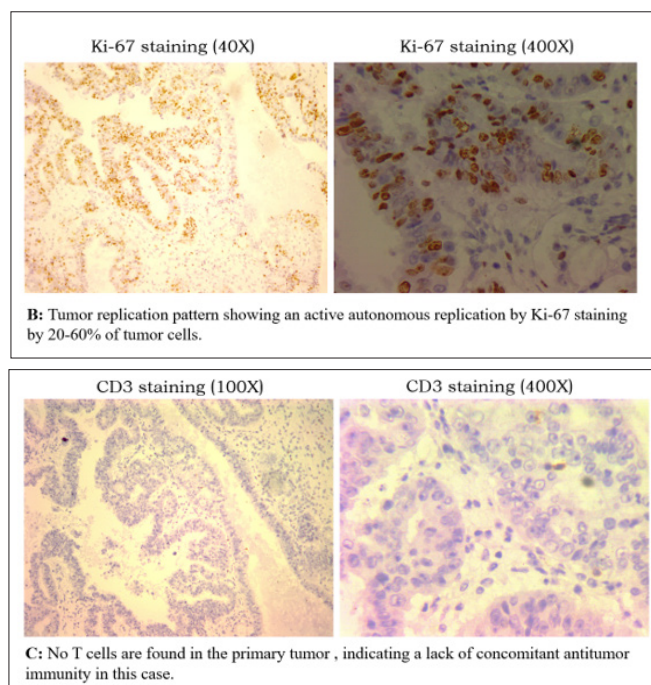 Ki-67 staining (40X) Ki-67 staining (400X)
B: Tumor replication pattern showing an active autonomous replication by Ki-67 staining
by 20-60% of tumor cells.
CD3 staining (100X) CD3 staining (400X)
C: No T cells are found in the primary tumor , indicating a lack of concomitant antitumor
immunity in this case.